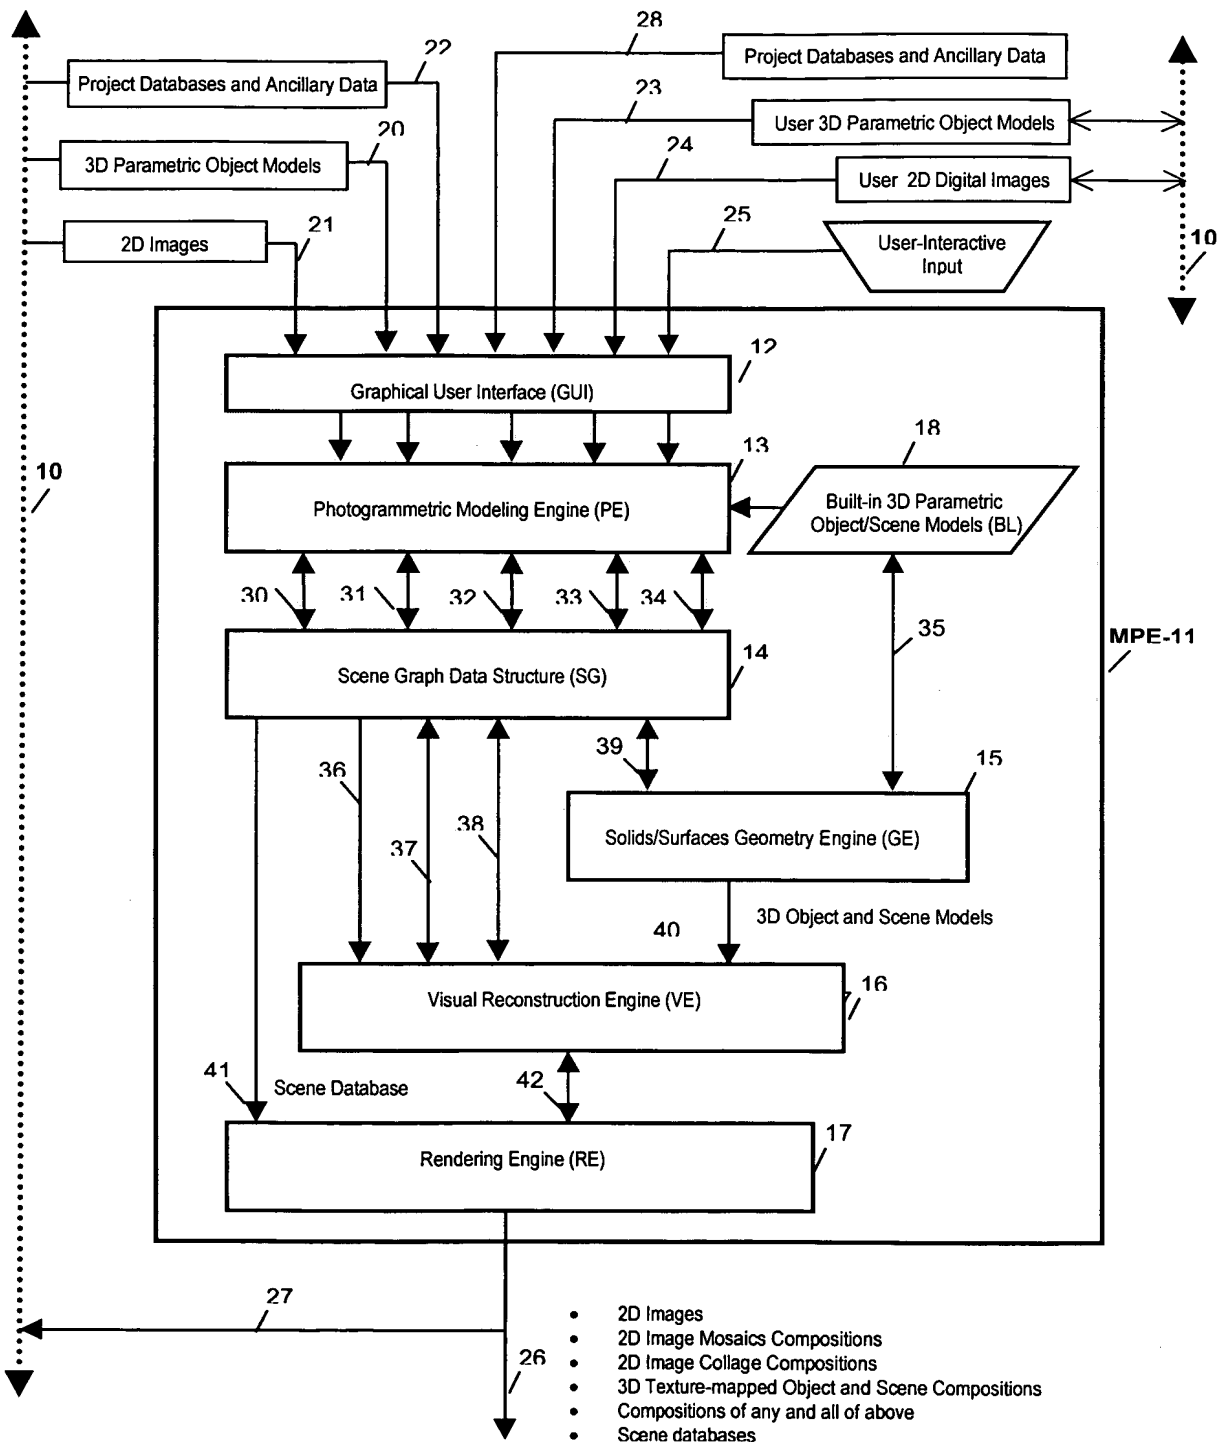 28
22
Project Databases and Ancillary Data
Project Databases and Ancillary Data
23
User 3D Parametric Object Models
20
3D Parametric Object Models
24
User 2D Digital Images
21
25
2D Images
User-Interactive
Input
10
12
Graphical User Interface (GUI)
18
13
10
Photogrammetric Modeling Engine (PE)
Built-in 3D Parametric
Object/Scene Models (BL)
30
31
32
33
34
35
MPE-11
14
Scene Graph Data Structure (SG)
39
15
36
38
37
Solids/Surfaces Geometry Engine (GE)
3D Object and Scene Models
40
16
Visual Reconstruction Engine (VE)
41
Scene Database
42
17
Rendering Engine (RE)
27
26
• 2D Images
• 2D Image Mosaics Compositions
• 2D Image Collage Compositions
• 3D Texture-mapped Object and Scene Compositions
• Compositions of any and all of above
• Scene databases